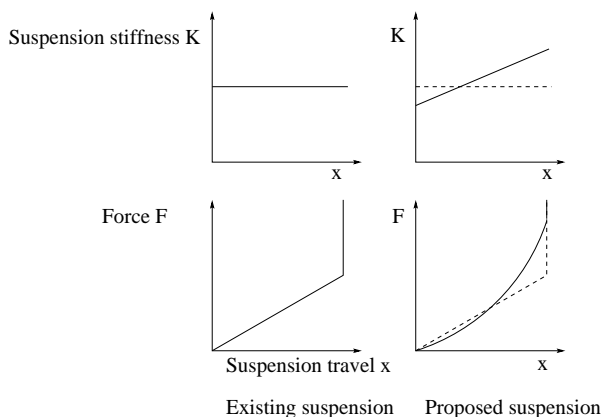 Suspension stiffness K
K
x
x
Force F
F
Suspension travel x
x
Existing suspension
Proposed suspension